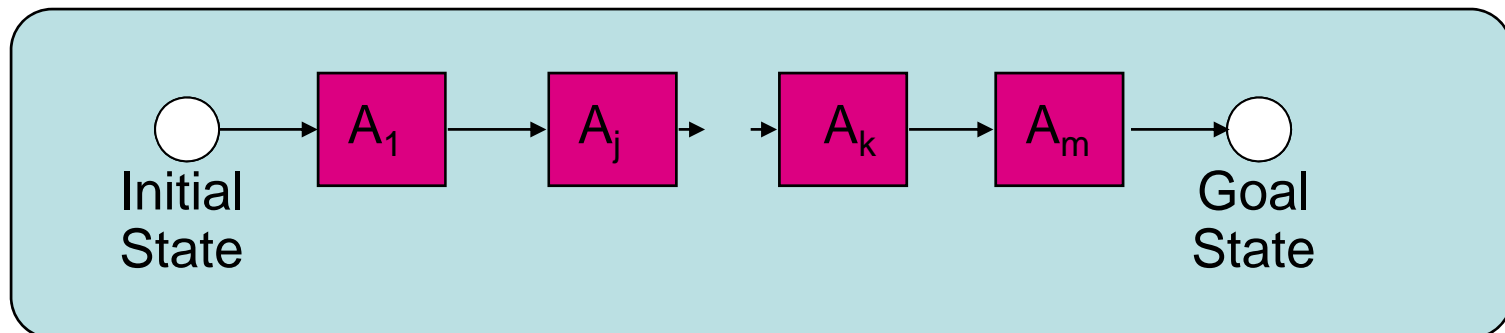 A₁ Aⱼ Aₖ Aₘ
Initial
State
Goal
State